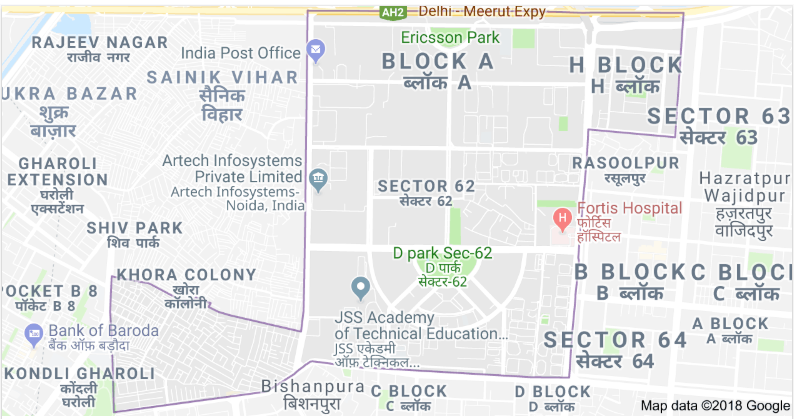 AH2
Delhi - Meerut Expy
Ericsson Park
RAJEEV NAGAR
राजीव नगर
India Post Office
BLOCK A
ब्लॉक A
H BLOCK
H ब्लॉक
SAINIK VIHAR
सैनिक
विहार
UKRA BAZAR
शुक्र
बाज़ार
SECTOR 63
सेक्टर 63
GHAROLI
EXTENSION
घरोली
एक्सटेंशन
Artech Infosystems
Private Limited
Artech Infosystems-
Noida, India
SECTOR 62
सेक्टर 62
RASOOLPUR
रसूलपुर
Hazratpur
Wajidpur
हज़रतपुर
वाजिदपुर
SHIV PARK
शिव पार्क
Fortis Hospital
फोर्टिस
हॉस्पिटल
D park Sec-62
D पार्क
सेक्टर-62
KHORA COLONY
खोरा
कॉलोनी
B BLOCK
B ब्लॉक
C BLOCK
C ब्लॉक
POCKET B 8
पॉकेट B 8
JSS Academy
of Technical Education...
JSS एकेडमी
ऑफ़ टेक्निकल...
Bank of Baroda
बैंक ऑफ़ बड़ौदा
A BLOCK
A ब्लॉक
SECTOR 64
सेक्टर 64
KONDLI GHAROLI
कोंदली
घरोली
Bishanpura
बिशनपुरा
C BLOCK
C ब्लॉक
D BLOCK
D ब्लॉक
Map data ©2018 Google